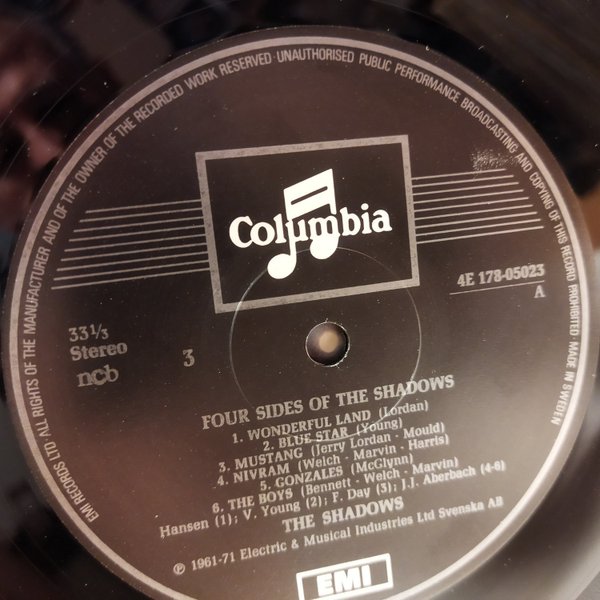 EMI RECORDS LTD · ALL RIGHTS OF THE MANUFACTURER AND OF THE OWNER OF THE RECORDED WORK RESERVED · UNAUTHORISED PUBLIC PERFORMANCE BROADCASTING AND COPYING OF THIS RECORD PROHIBITED · MADE IN SWEDEN
Columbia
4E 178-05023
A
33 1/3
Stereo
ncb
3
FOUR SIDES OF THE SHADOWS
1. WONDERFUL LAND (Lordan)
2. BLUE STAR (Young)
3. MUSTANG (Jerry Lordan - Mould)
4. NIVRAM (Welch - Marvin - Harris)
5. GONZALES (McGlynn)
6. THE BOYS (Bennett - Welch - Marvin)
Hansen (1); V. Young (2); F. Day (3); J.J. Aberbach (4-6)
THE SHADOWS
℗ 1961-71 Electric & Musical Industries Ltd Svenska AB
EMI